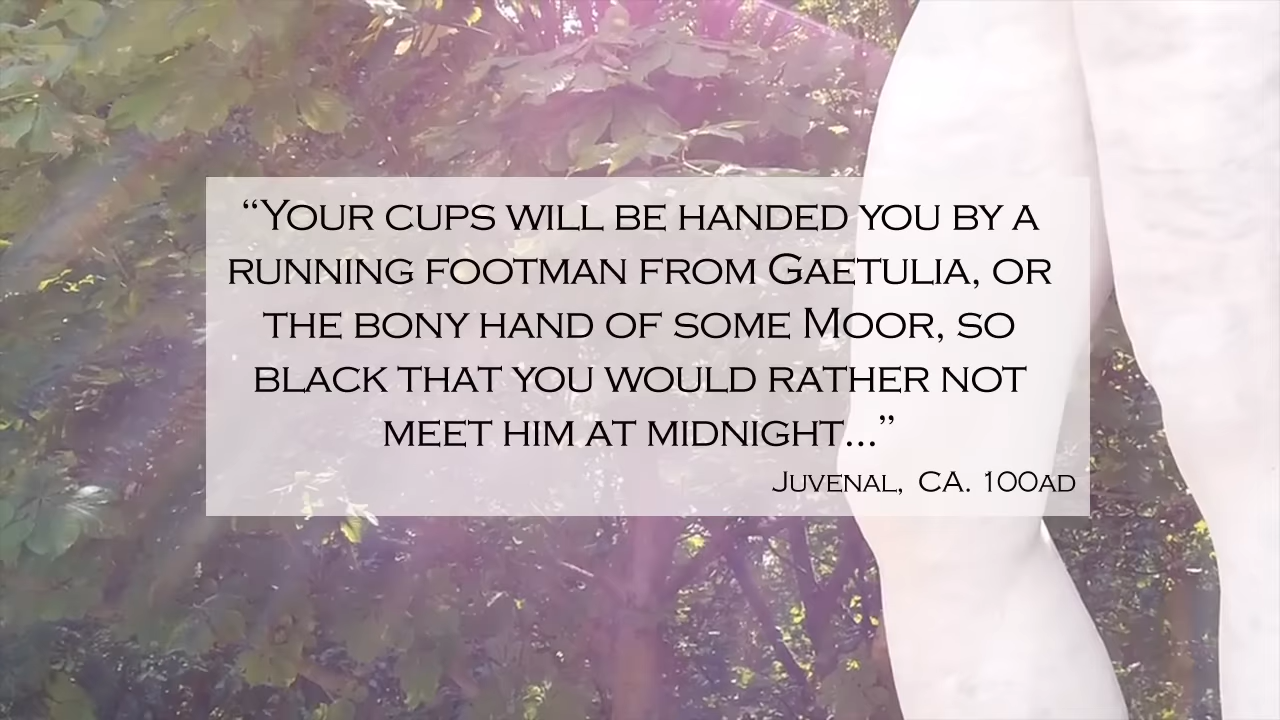 “Your cups will be handed you by a
running footman from Gaetulia, or
the bony hand of some Moor, so
black that you would rather not
meet him at midnight...”
Juvenal, ca. 100ad